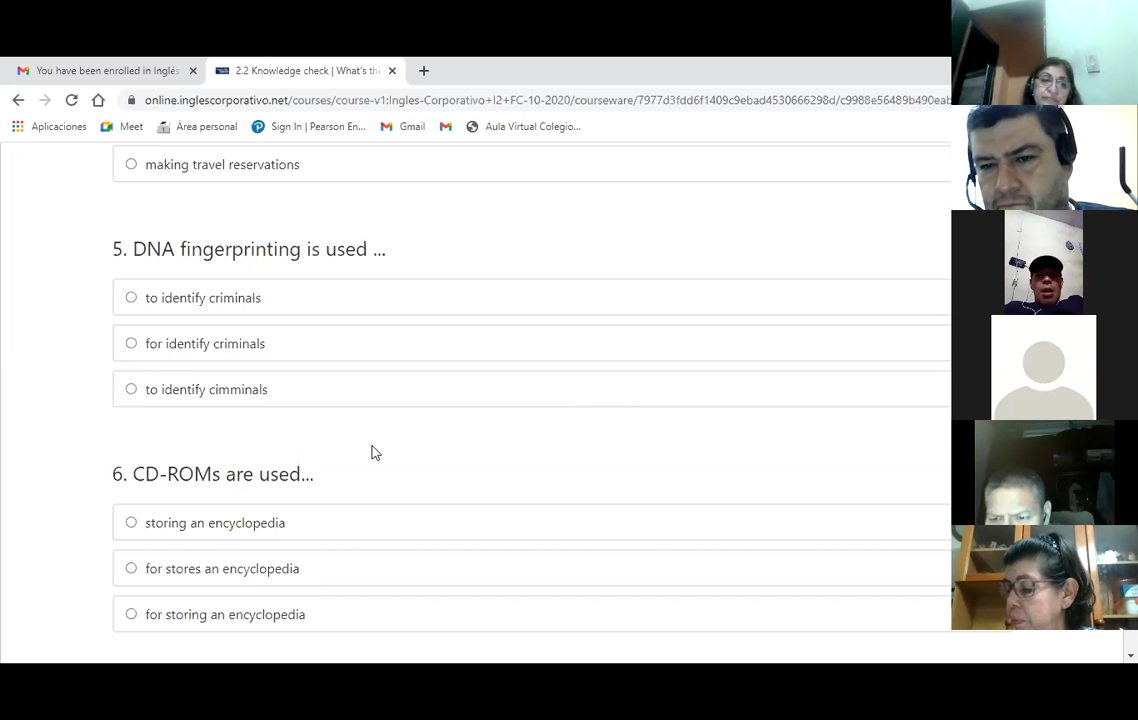 You have been enrolled in Inglés
2.2 Knowledge check | What's thi
online.inglescorporativo.net/courses/course-v1:Ingles-Corporativo+I2+FC-10-2020/courseware/7977d3fdd6f1409c9ebad4530666298d/c9988e56489b490eab
Aplicaciones Meet Área personal Sign In | Pearson En... Gmail Aula Virtual Colegio...
making travel reservations
5. DNA fingerprinting is used ...
to identify criminals
for identify criminals
to identify cimminals
6. CD-ROMs are used...
storing an encyclopedia
for stores an encyclopedia
for storing an encyclopedia